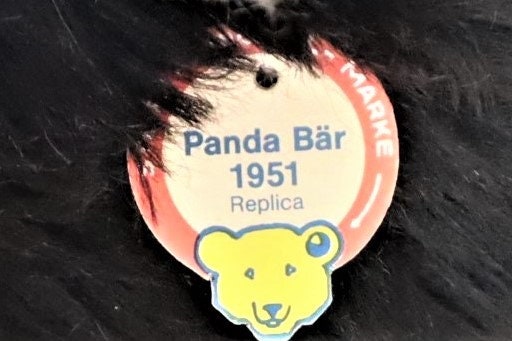 MARKE
Panda Bär
1951
Replica